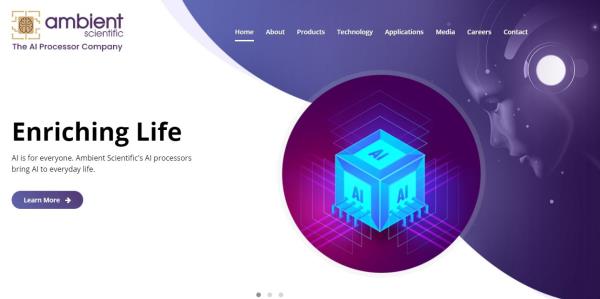 ambient
scientific
The AI Processor Company
Home About Products Technology Applications Media Careers Contact
Enriching Life
AI is for everyone. Ambient Scientific's AI processors
bring AI to everyday life.
Learn More
AI
AI AI